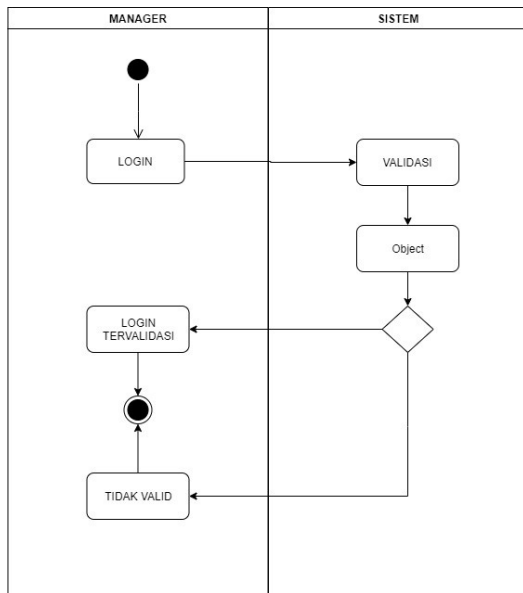 MANAGER
SISTEM
LOGIN
VALIDASI
Object
LOGIN
TERVALIDASI
TIDAK VALID